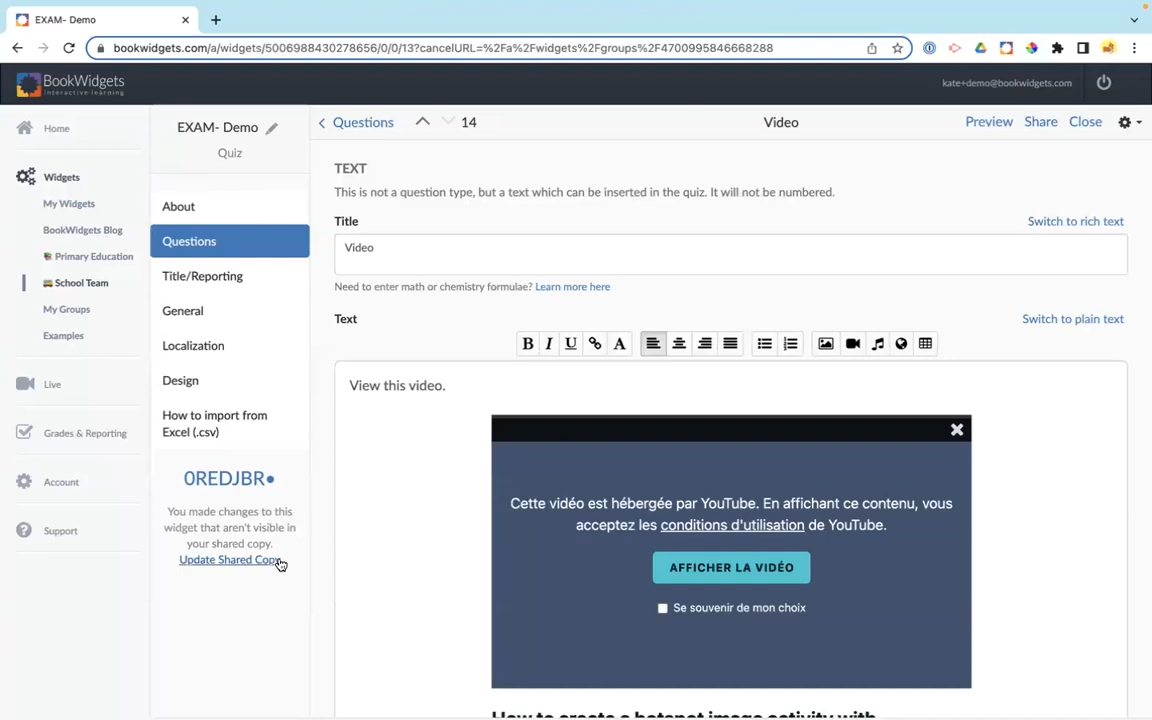 EXAM- Demo
bookwidgets.com/a/widgets/5006988430278656/0/0/13?cancelURL=%2Fa%2Fwidgets%2Fgroups%2F4700995846668288
BookWidgets
interactive learning
kate+demo@bookwidgets.com
Home
Widgets
My Widgets
BookWidgets Blog
Primary Education
School Team
My Groups
Examples
Live
Grades & Reporting
Account
Support
EXAM- Demo
Quiz
About
Questions
Title/Reporting
General
Localization
Design
How to import from
Excel (.csv)
0REDJBR
You made changes to this
widget that aren't visible in
your shared copy.
Update Shared Copy
Questions 14 Video Preview Share Close
TEXT
This is not a question type, but a text which can be inserted in the quiz. It will not be numbered.
Title Switch to rich text
Video
Need to enter math or chemistry formulae? Learn more here
Text Switch to plain text
B I U A
View this video.
Cette vidéo est hébergée par YouTube. En affichant ce contenu, vous
acceptez les conditions d'utilisation de YouTube.
AFFICHER LA VIDÉO
Se souvenir de mon choix
How to create a hotspot image activity with